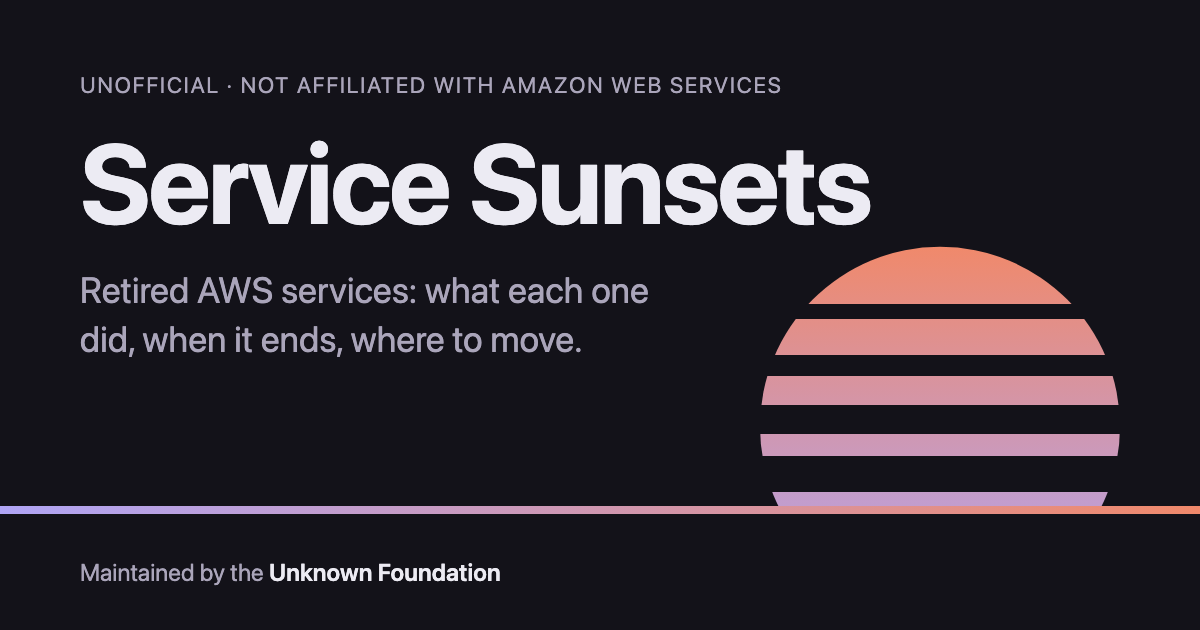 UNOFFICIAL · NOT AFFILIATED WITH AMAZON WEB SERVICES
Service Sunsets
Retired AWS services: what each one
did, when it ends, where to move.
Maintained by the Unknown Foundation